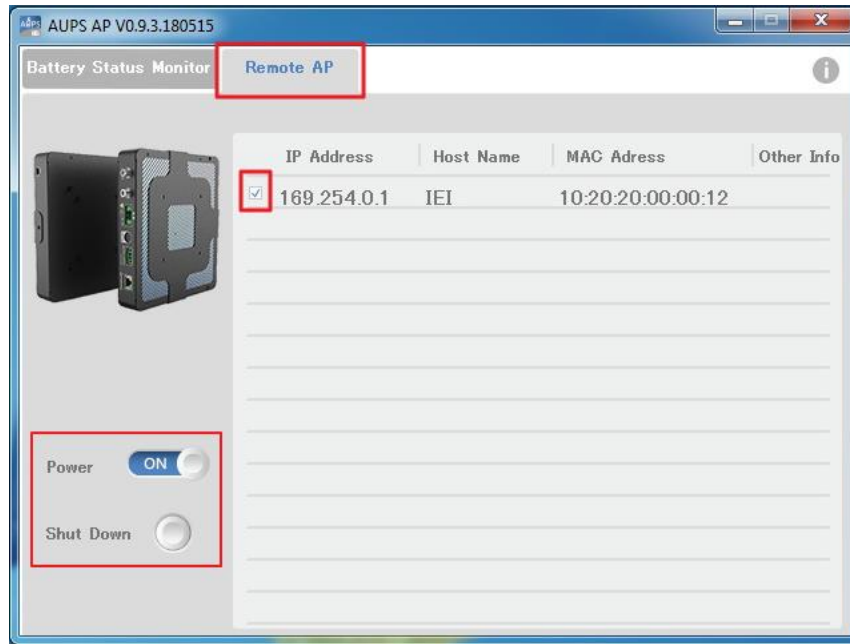 AUPS AP V0.9.3.180515
Battery Status Monitor Remote AP
IP Address Host Name MAC Adress Other Info
169.254.0.1 IEI 10:20:20:00:00:12
Power ON
Shut Down